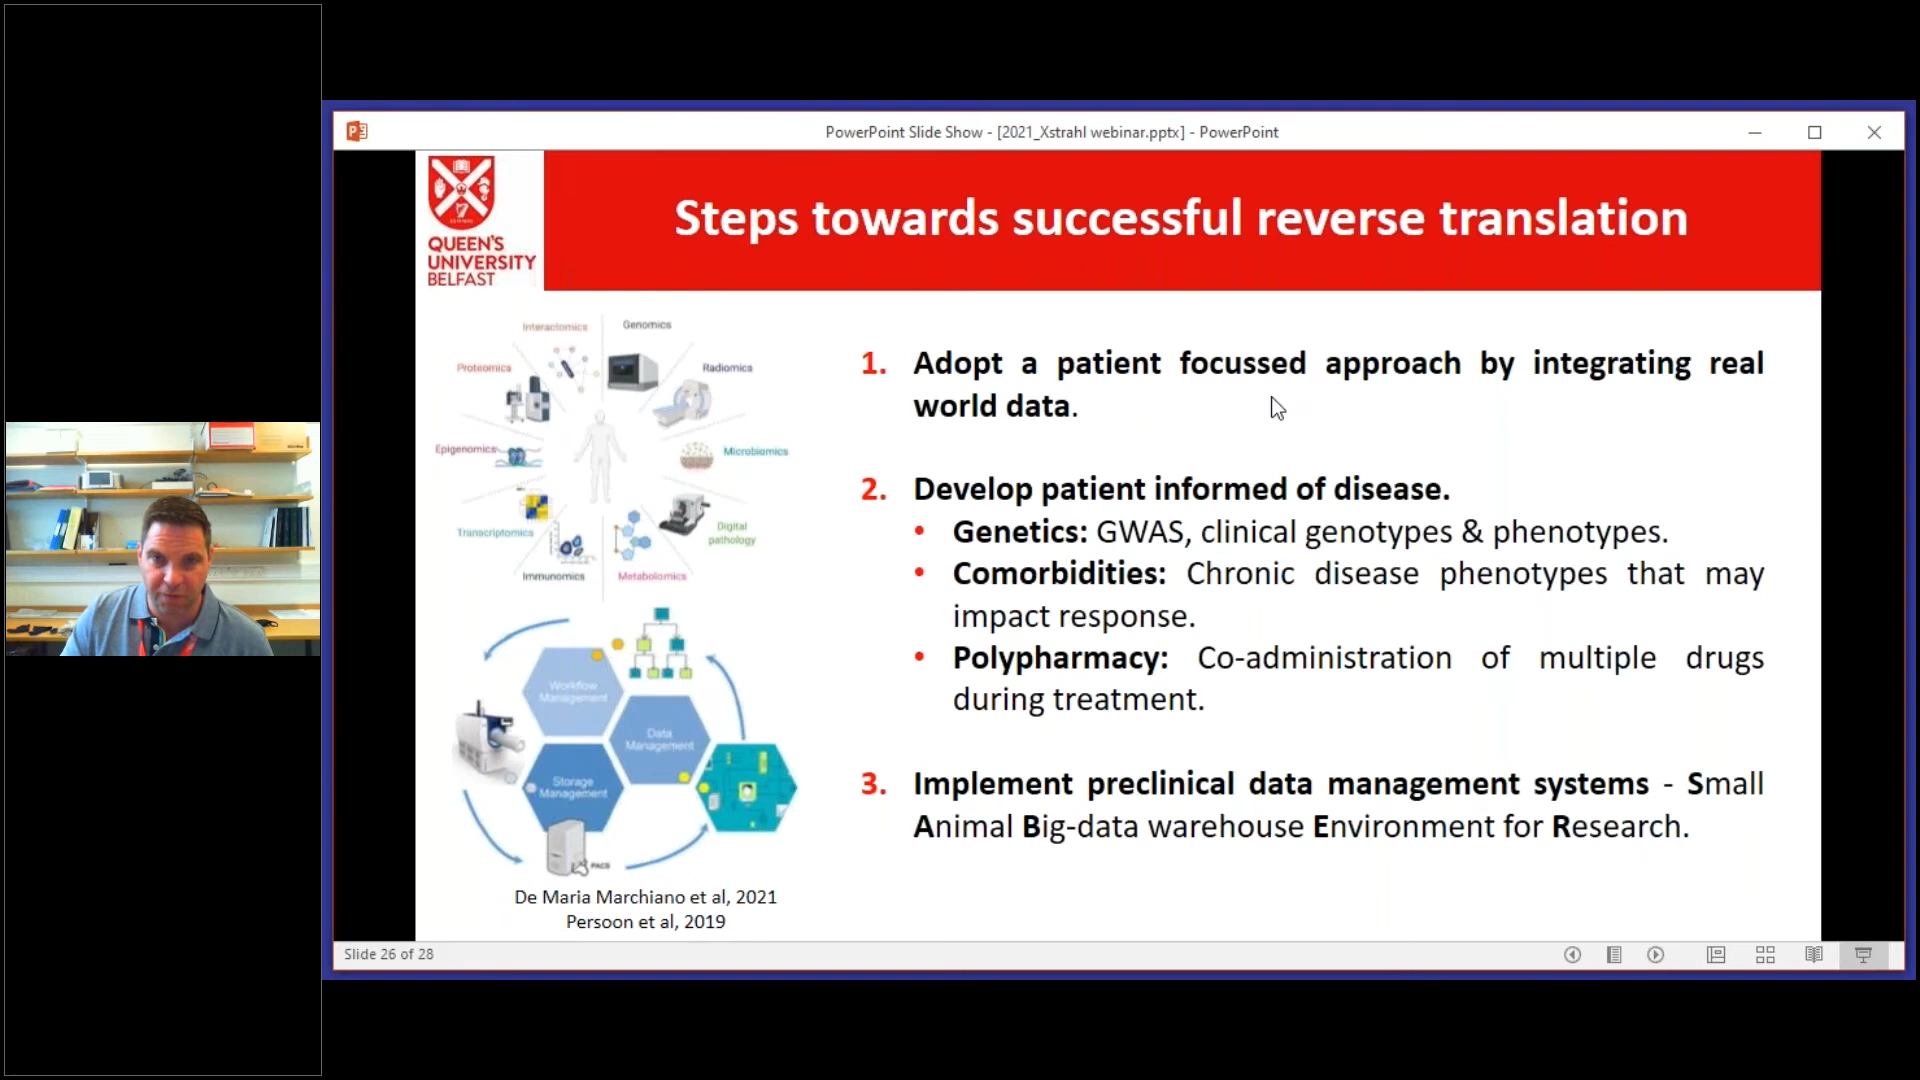 PowerPoint Slide Show - [2021_Xstrahl webinar.pptx] - PowerPoint
QUEEN'S
UNIVERSITY
BELFAST
Steps towards successful reverse translation
Interactomics
Genomics
Proteomics
Radiomics
Epigenomics
Microbiomics
Transcriptomics
Digital
pathology
Immunomics
Metabolomics
Workflow
Management
Data
Management
Storage
Management
PACS
De Maria Marchiano et al, 2021
Persoon et al, 2019
1. Adopt a patient focussed approach by integrating real
world data.
2. Develop patient informed of disease.
• Genetics: GWAS, clinical genotypes & phenotypes.
• Comorbidities: Chronic disease phenotypes that may
impact response.
• Polypharmacy: Co-administration of multiple drugs
during treatment.
3. Implement preclinical data management systems - Small
Animal Big-data warehouse Environment for Research.
Slide 26 of 28